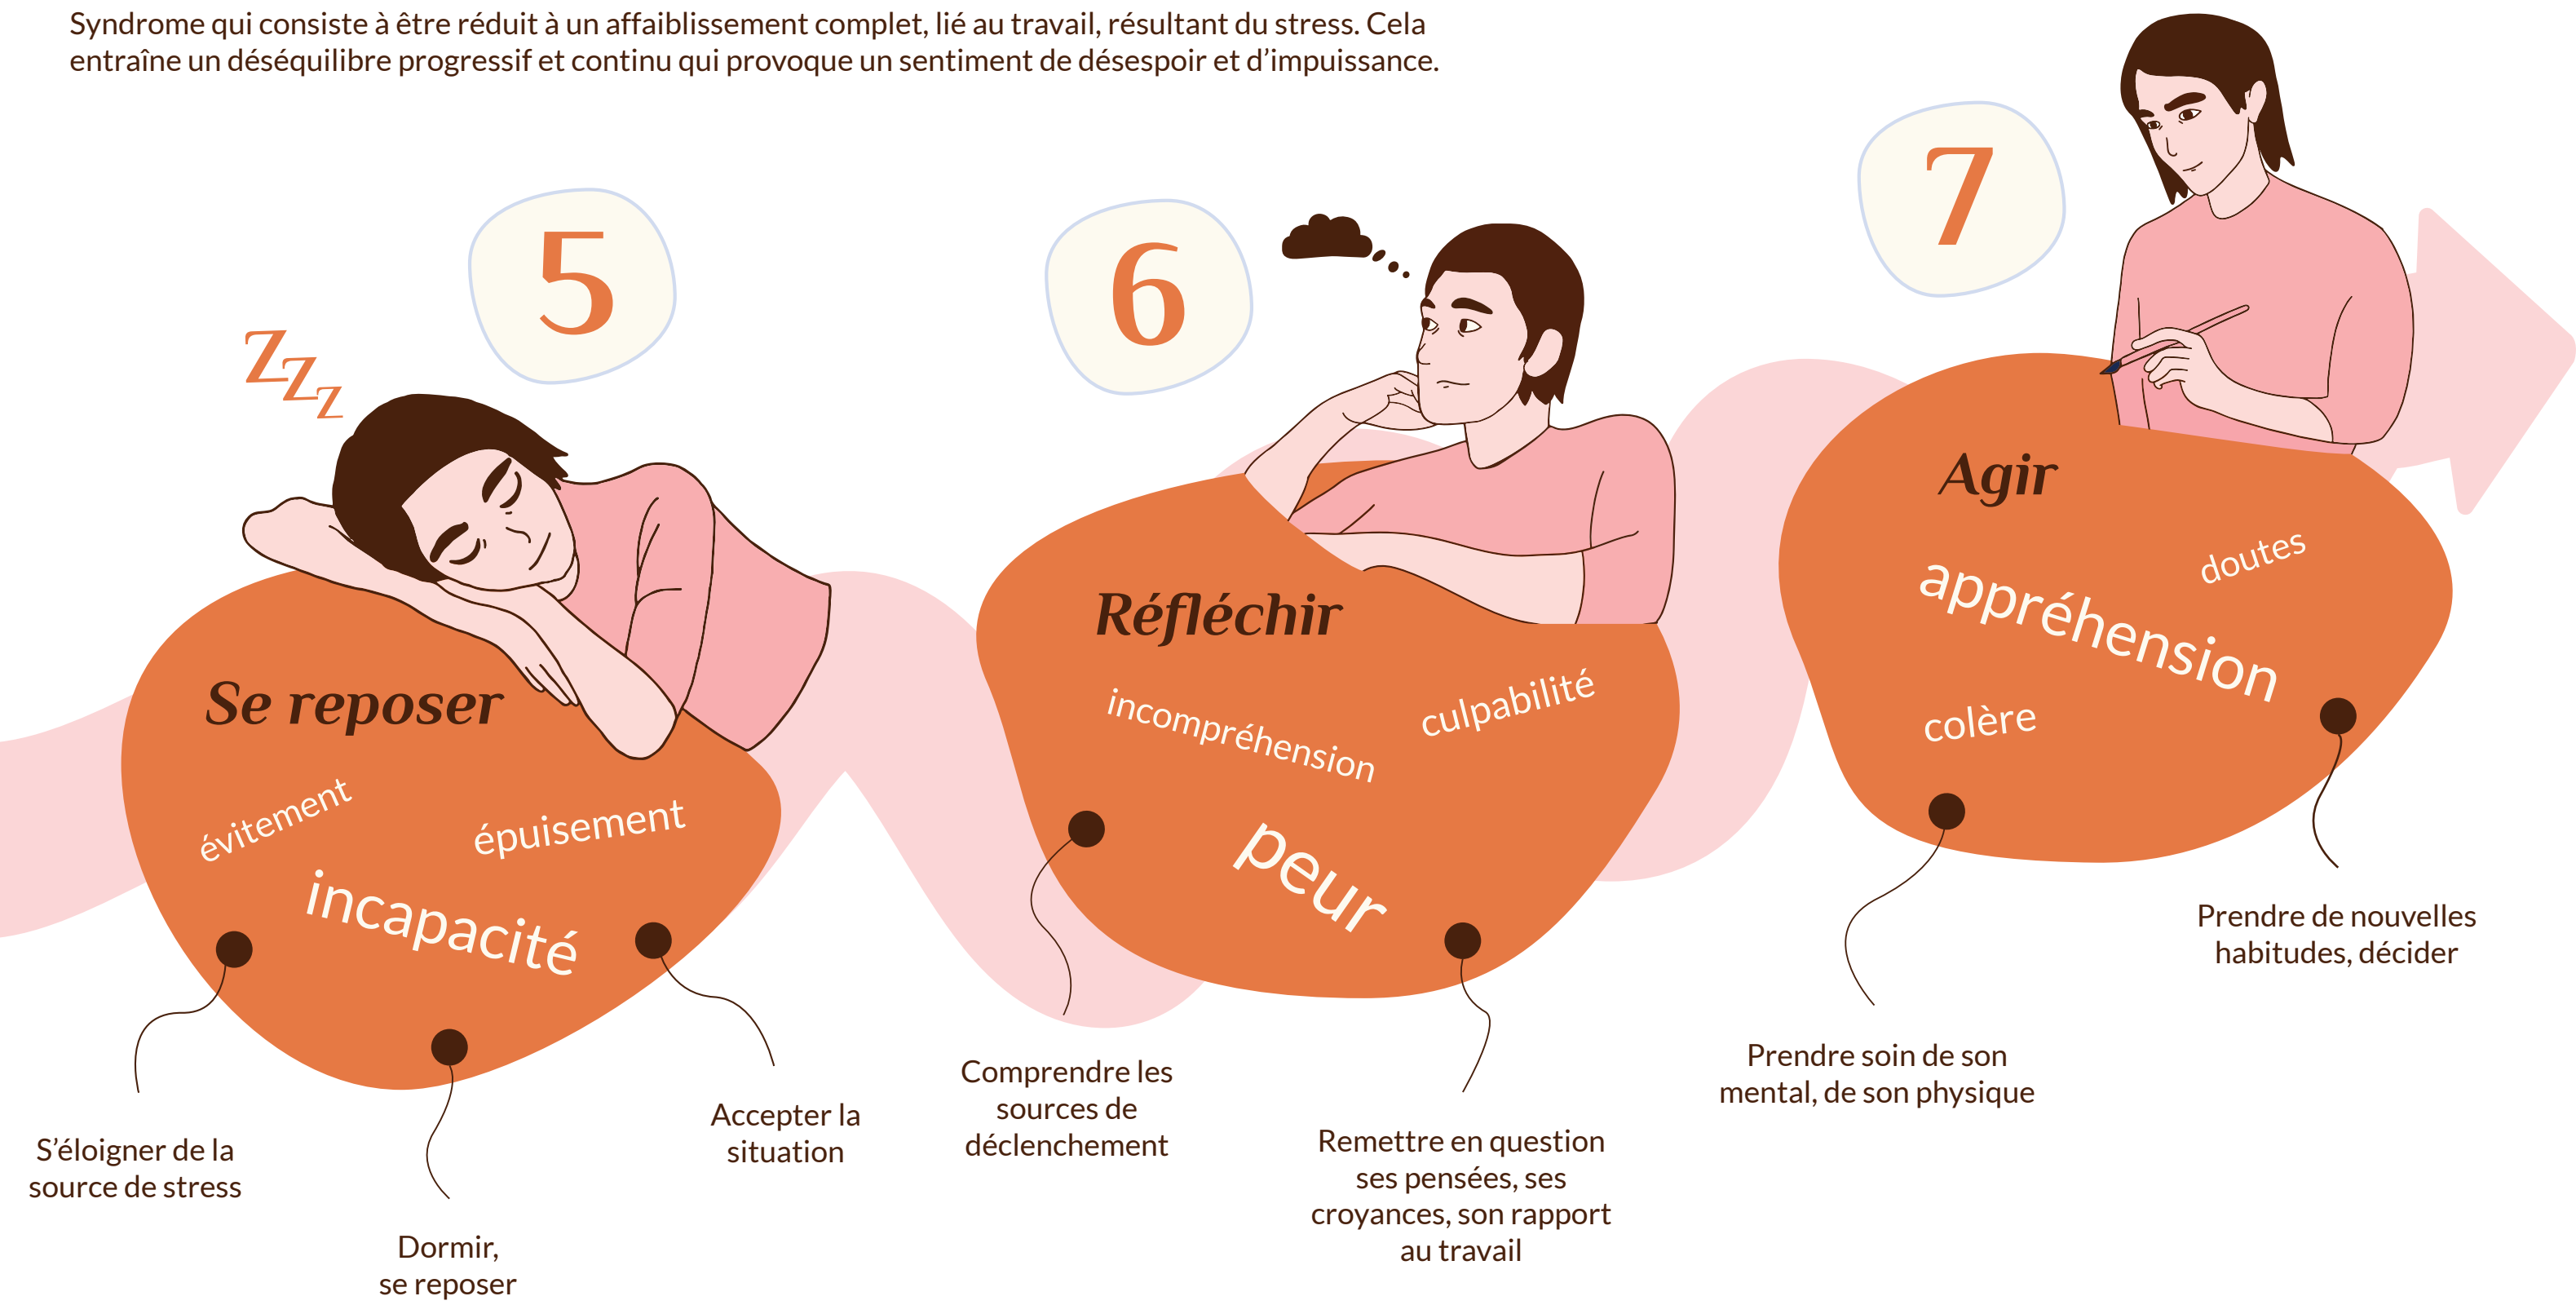 Syndrome qui consiste à être réduit à un affaiblissement complet, lié au travail, résultant du stress. Cela
entraîne un déséquilibre progressif et continu qui provoque un sentiment de désespoir et d’impuissance.
5
Z
Z
Z
Se reposer
évitement
épuisement
incapacité
S’éloigner de la
source de stress
Dormir,
se reposer
Accepter la
situation
6
Réfléchir
incompréhension
culpabilité
peur
Comprendre les
sources de
déclenchement
Remettre en question
ses pensées, ses
croyances, son rapport
au travail
7
Agir
doutes
appréhension
colère
Prendre soin de son
mental, de son physique
Prendre de nouvelles
habitudes, décider